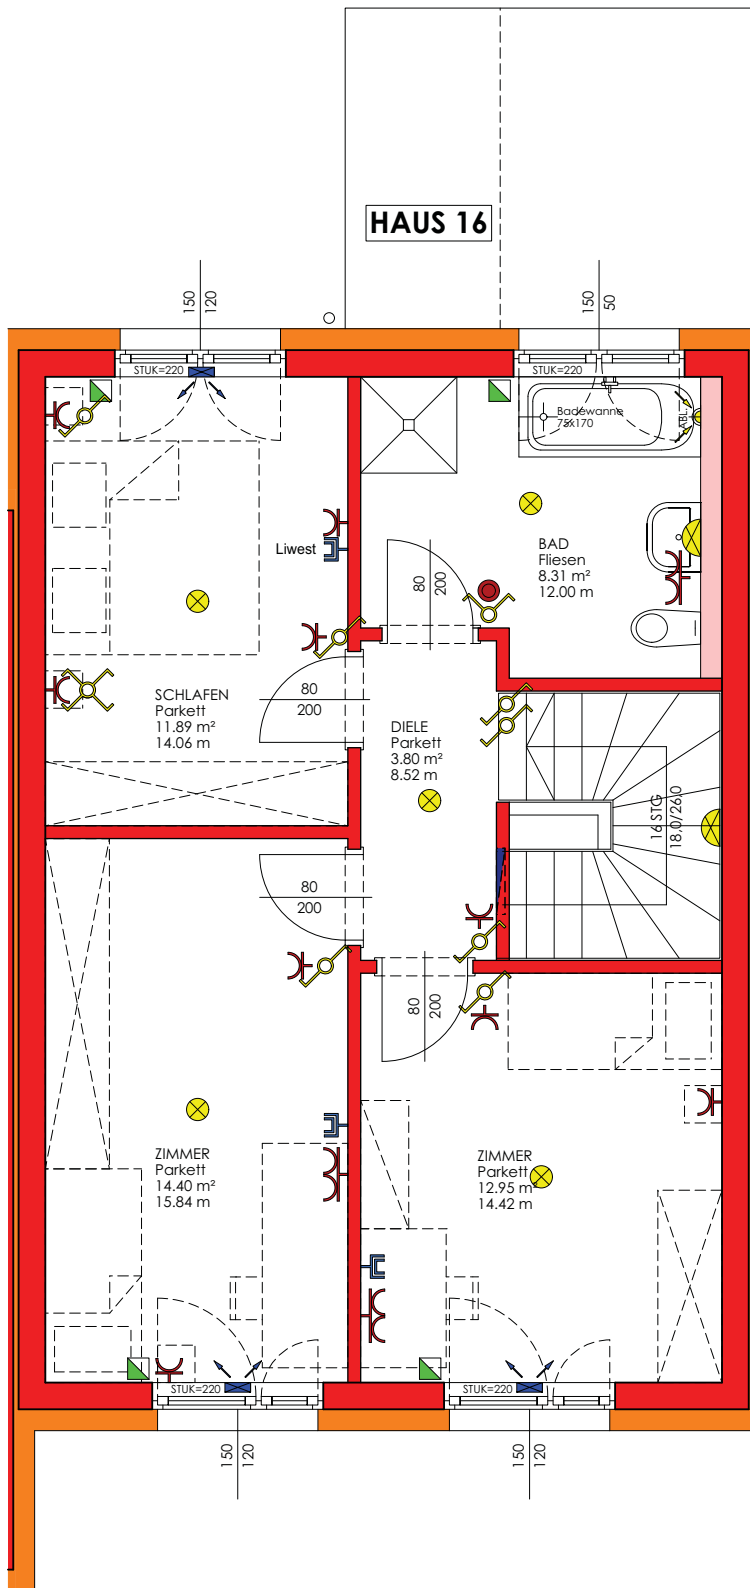 HAUS 16
150
120
150
50
STUK=220
STUK=220
Badewanne
75x170
ABL
Liwest
80
200
BAD
Fliesen
8.31 m²
12.00 m
SCHLAFEN
Parkett
11.89 m²
14.06 m
80
200
DIELE
Parkett
3.80 m²
8.52 m
16 STG
18,0/26,0
80
200
80
200
ZIMMER
Parkett
14.40 m²
15.84 m
ZIMMER
Parkett
12.95 m²
14.42 m
STUK=220
STUK=220
150
120
150
120